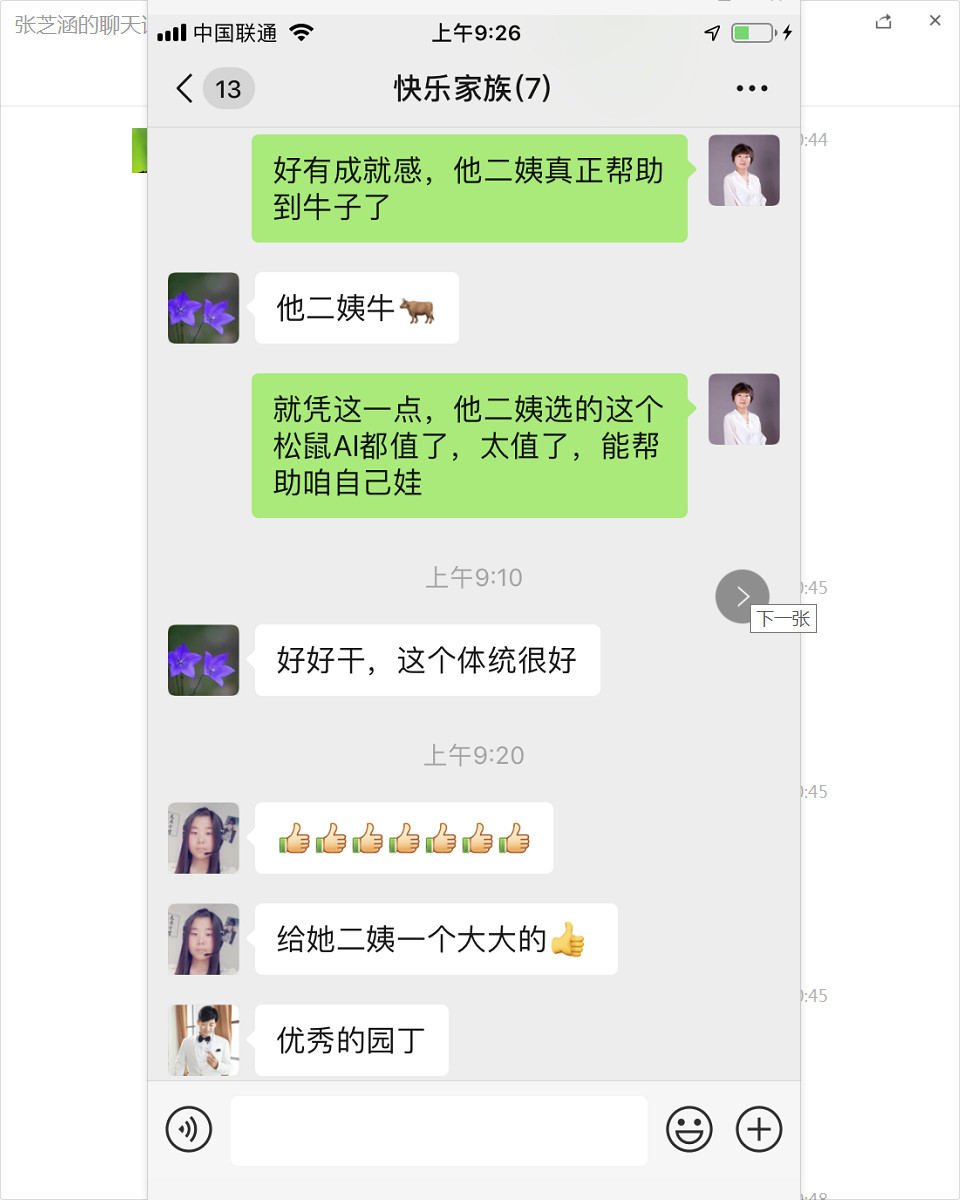 张芝涵的聊天
中国联通 上午9:26
13 快乐家族(7)
:44
好有成就感，他二姨真正帮助
到牛子了
他二姨牛🐂
就凭这一点，他二姨选的这个
松鼠AI都值了，太值了，能帮
助咱自己娃
上午9:10
:45
下一张
好好干，这个体统很好
上午9:20
:45
👍👍👍👍👍👍👍
给她二姨一个大大的👍
:45
优秀的园丁
:48